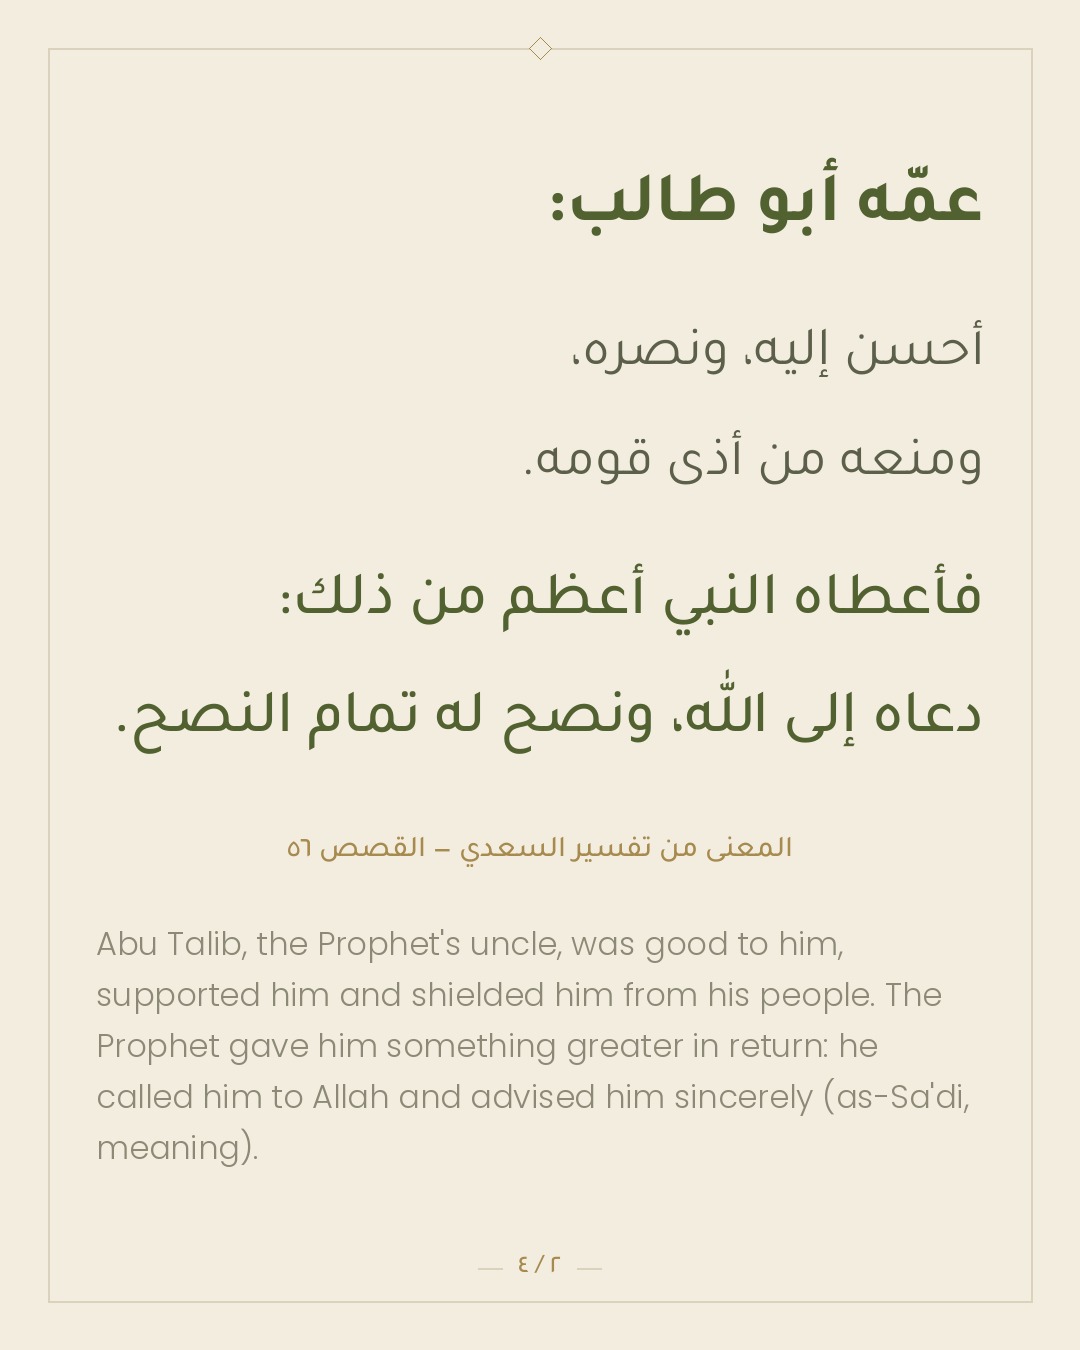 عمّه أبو طالب:
أحسن إليه، ونصره،
ومنعه من أذى قومه.
فأعطاه النبي أعظم من ذلك:
دعاه إلى الله، ونصح له تمام النصح.
المعنى من تفسير السعدي – القصص ٥٦
Abu Talib, the Prophet's uncle, was good to him,
supported him and shielded him from his people. The
Prophet gave him something greater in return: he
called him to Allah and advised him sincerely (as-Sa'di,
meaning).
٢ / ٤